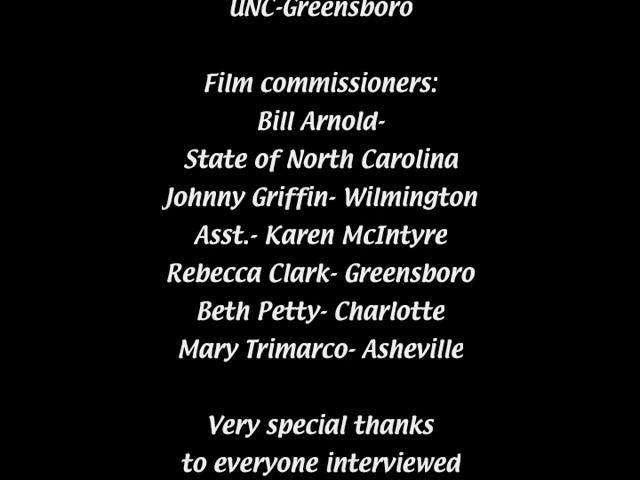 UNC-Greensboro
Film commissioners:
Bill Arnold-
State of North Carolina
Johnny Griffin- Wilmington
Asst.- Karen McIntyre
Rebecca Clark- Greensboro
Beth Petty- Charlotte
Mary Trimarco- Asheville
Very special thanks
to everyone interviewed